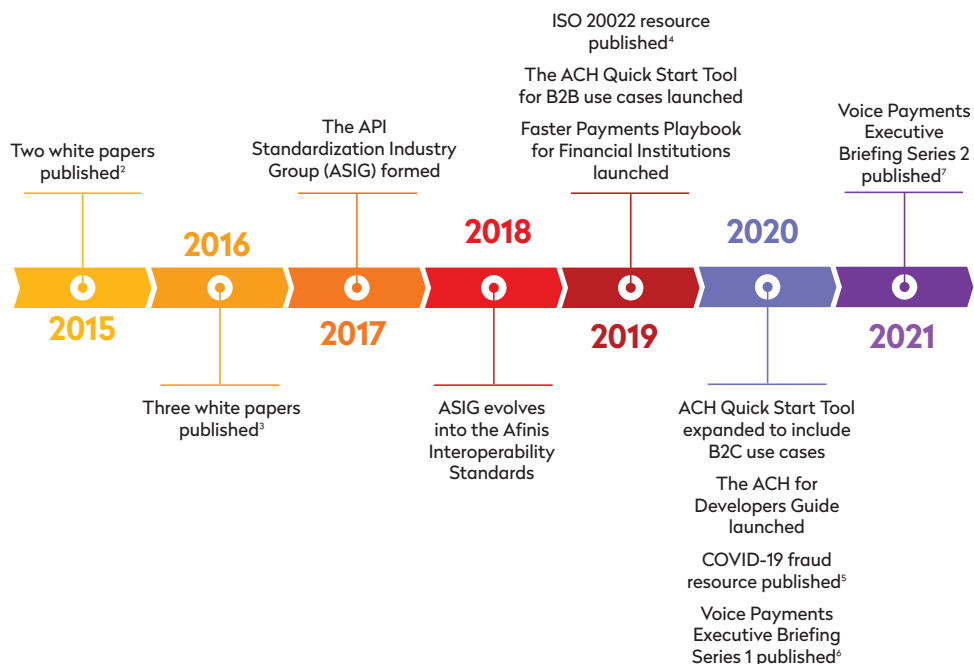 Two white papers
published²
2015
2016
Three white papers
published³
The API
Standardization Industry
Group (ASIG) formed
2017
2018
ASIG evolves
into the Afinis
Interoperability
Standards
ISO 20022 resource
published⁴
The ACH Quick Start Tool
for B2B use cases launched
Faster Payments Playbook
for Financial Institutions
launched
2019
2020
ACH Quick Start Tool
expanded to include
B2C use cases
The ACH for
Developers Guide
launched
COVID-19 fraud
resource published⁵
Voice Payments
Executive Briefing
Series 1 published⁶
Voice Payments
Executive
Briefing Series 2
published⁷
2021